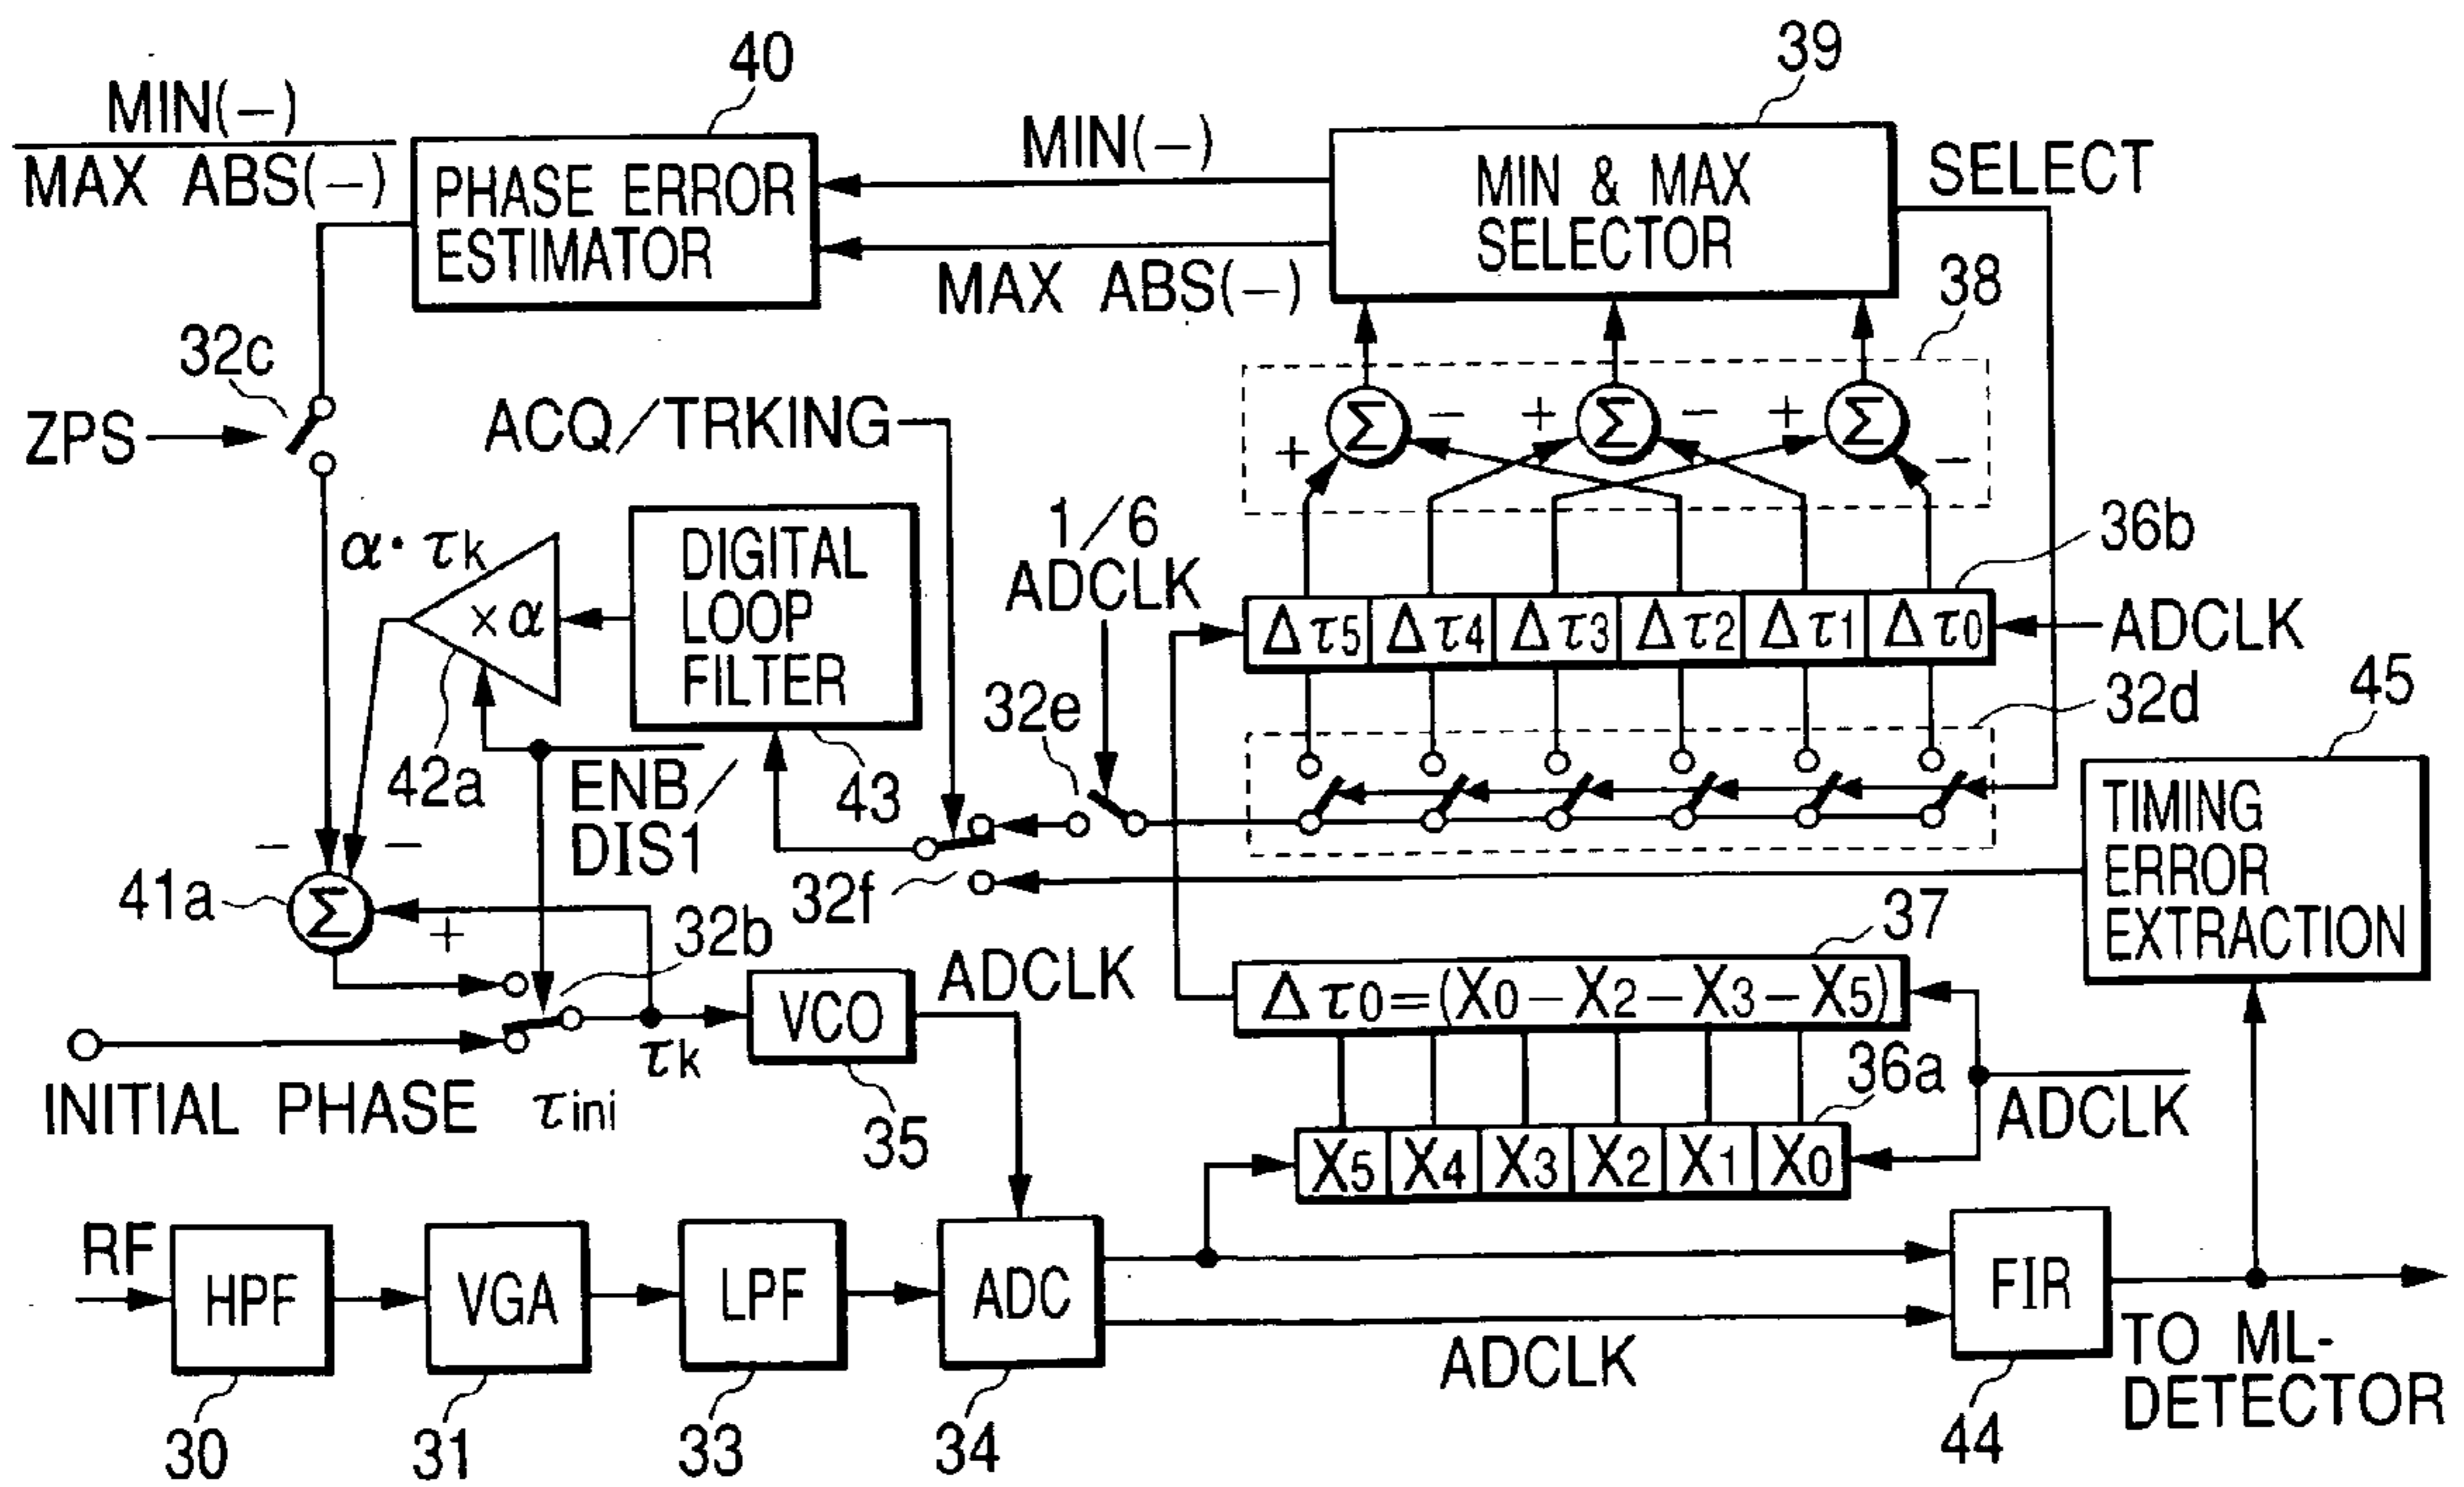 40
39
MIN(−)
MAX ABS(−)
PHASE ERROR
ESTIMATOR
MIN(−)
MAX ABS(−)
MIN & MAX
SELECTOR
SELECT
38
32c
ZPS
ACQ/TRKING
Σ
−
+
Σ
−
+
Σ
+
−
1/6
ADCLK
36b
α・τk
×α
DIGITAL
LOOP
FILTER
Δτ5
Δτ4
Δτ3
Δτ2
Δτ1
Δτ0
ADCLK
32d
45
32e
42a
ENB/
DIS1
43
TIMING
ERROR
EXTRACTION
−
−
41a
Σ
+
32f
32b
37
ADCLK
Δτ0=(X0−X2−X3−X5)
VCO
τk
36a
INITIAL PHASE
τini
35
ADCLK
X5
X4
X3
X2
X1
X0
RF
HPF
VGA
LPF
ADC
FIR
ADCLK
TO ML-
DETECTOR
30
31
33
34
44